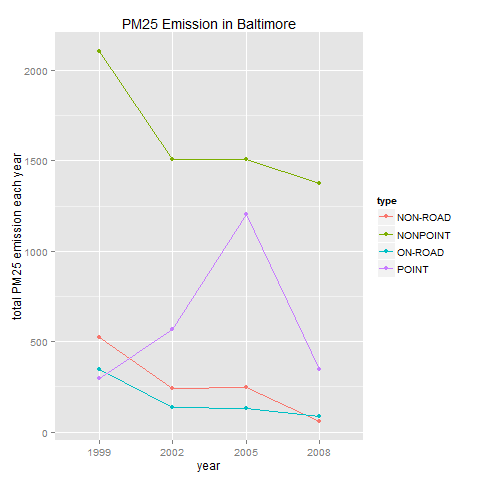 PM25 Emission in Baltimore
total PM25 emission each year
2000
1500
1000
500
0
1999 2002 2005 2008
year
type
NON-ROAD
NONPOINT
ON-ROAD
POINT